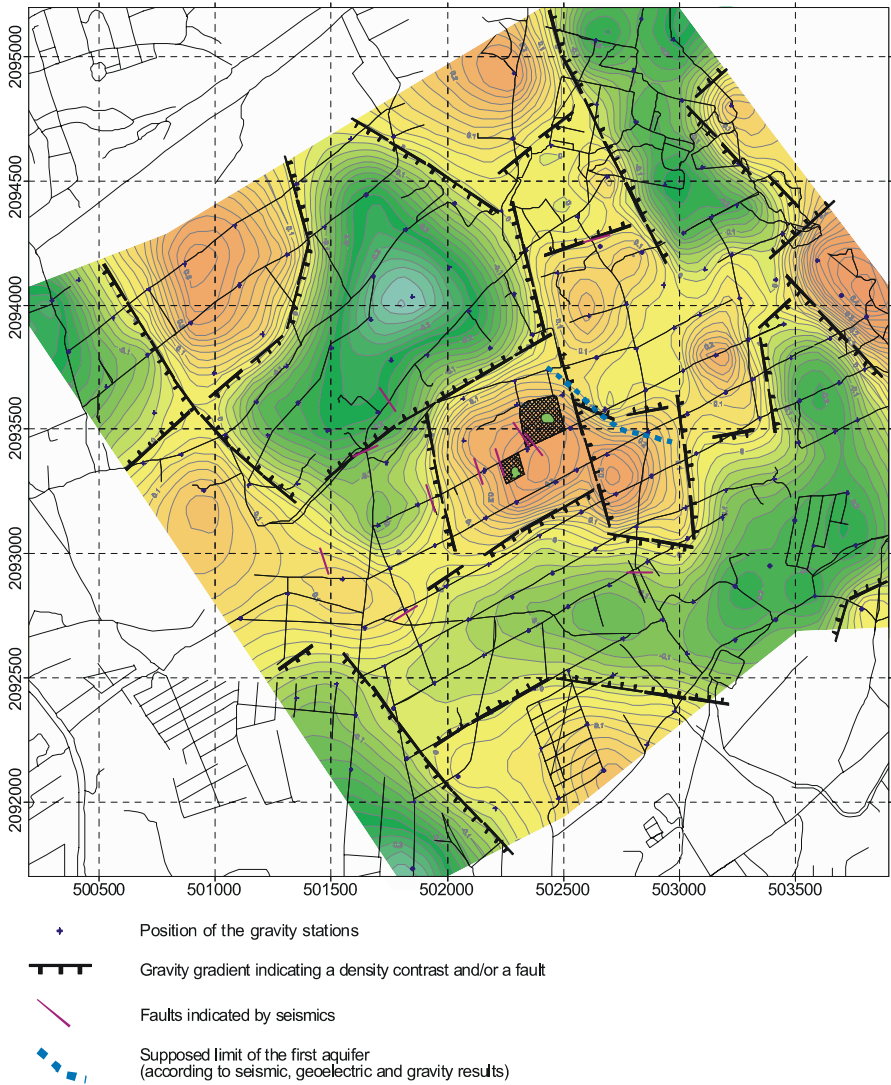 2095000
2094500
2094000
2093500
2093000
2092500
2092000
500500 501000 501500 502000 502500 503000 503500
Position of the gravity stations
Gravity gradient indicating a density contrast and/or a fault
Faults indicated by seismics
Supposed limit of the first aquifer
(according to seismic, geoelectric and gravity results)